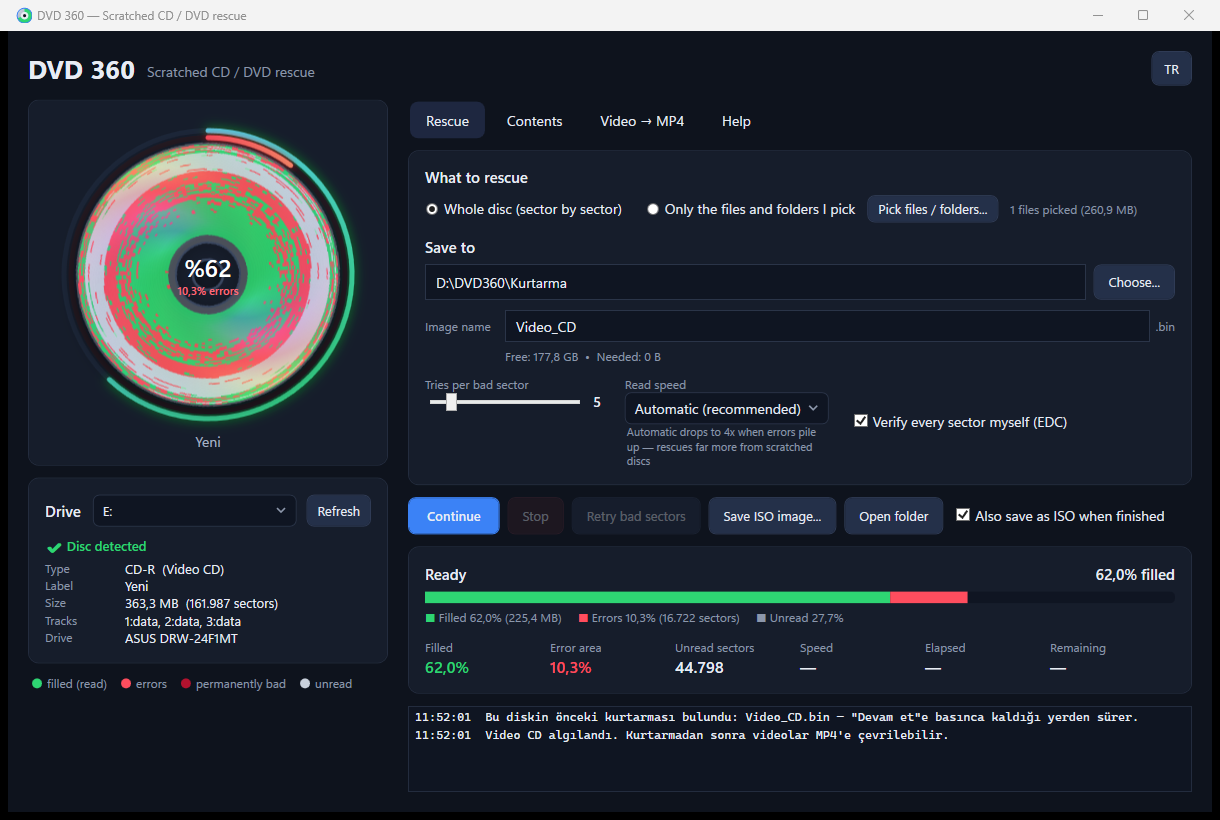 DVD 360 — Scratched CD / DVD rescue
DVD 360 Scratched CD / DVD rescue
TR
%62
10,3% errors
Yeni
Drive E: Refresh
Disc detected
Type CD-R (Video CD)
Label Yeni
Size 363,3 MB (161.987 sectors)
Tracks 1:data, 2:data, 3:data
Drive ASUS DRW-24F1MT
filled (read) errors permanently bad unread
Rescue Contents Video → MP4 Help
What to rescue
Whole disc (sector by sector) Only the files and folders I pick Pick files / folders... 1 files picked (260,9 MB)
Save to
D:\DVD360\Kurtarma Choose...
Image name Video_CD .bin
Free: 177,8 GB • Needed: 0 B
Tries per bad sector 5
Read speed
Automatic (recommended)
Automatic drops to 4x when errors pile
up — rescues far more from scratched
discs
Verify every sector myself (EDC)
Continue Stop Retry bad sectors Save ISO image... Open folder Also save as ISO when finished
Ready 62,0% filled
Filled 62,0% (225,4 MB) Errors 10,3% (16.722 sectors) Unread 27,7%
Filled Error area Unread sectors Speed Elapsed Remaining
62,0% 10,3% 44.798 — — —
11:52:01 Bu diskin önceki kurtarması bulundu: Video_CD.bin — "Devam et"e basınca kaldığı yerden sürer.
11:52:01 Video CD algılandı. Kurtarmadan sonra videolar MP4'e çevrilebilir.